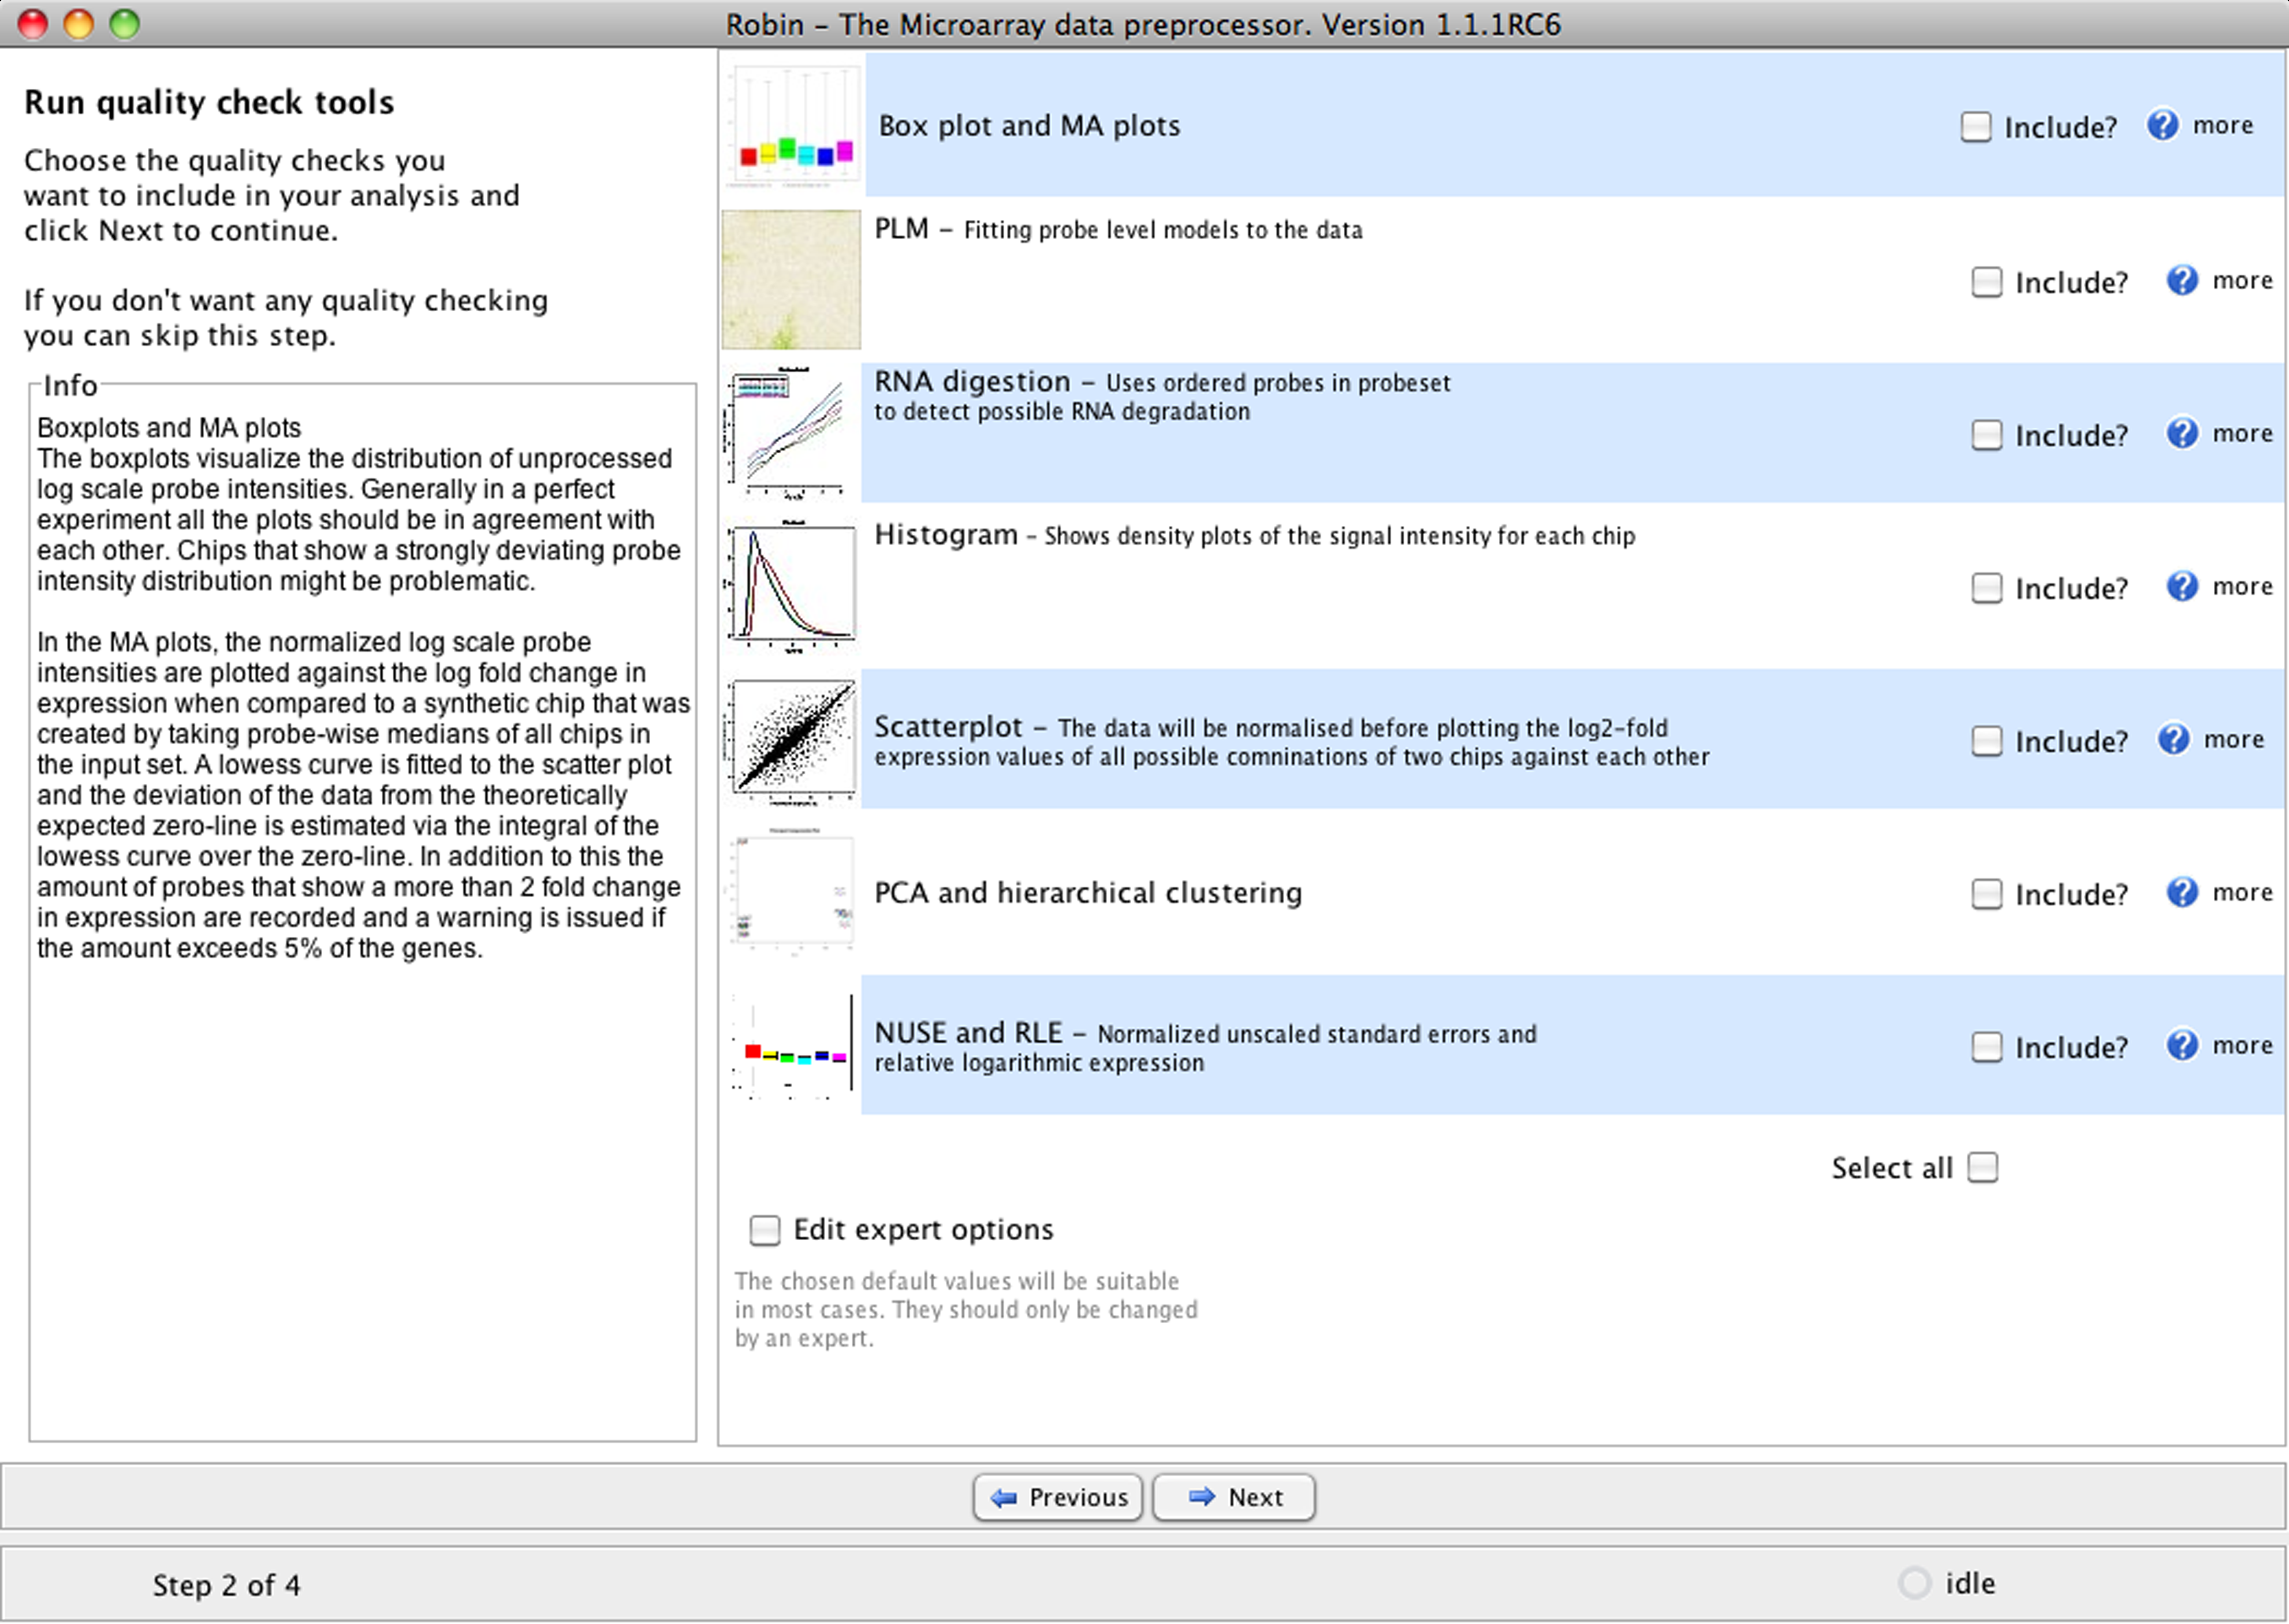 Robin – The Microarray data preprocessor. Version 1.1.1RC6
Run quality check tools
Choose the quality checks you
want to include in your analysis and
click Next to continue.
If you don't want any quality checking
you can skip this step.
Info
Boxplots and MA plots
The boxplots visualize the distribution of unprocessed
log scale probe intensities. Generally in a perfect
experiment all the plots should be in agreement with
each other. Chips that show a strongly deviating probe
intensity distribution might be problematic.
In the MA plots, the normalized log scale probe
intensities are plotted against the log fold change in
expression when compared to a synthetic chip that was
created by taking probe-wise medians of all chips in
the input set. A lowess curve is fitted to the scatter plot
and the deviation of the data from the theoretically
expected zero-line is estimated via the integral of the
lowess curve over the zero-line. In addition to this the
amount of probes that show a more than 2 fold change
in expression are recorded and a warning is issued if
the amount exceeds 5% of the genes.
Box plot and MA plots
Include? more
PLM – Fitting probe level models to the data
Include? more
RNA digestion – Uses ordered probes in probeset
to detect possible RNA degradation
Include? more
Histogram – Shows density plots of the signal intensity for each chip
Include? more
Scatterplot – The data will be normalised before plotting the log2-fold
expression values of all possible comninations of two chips against each other
Include? more
PCA and hierarchical clustering
Include? more
NUSE and RLE – Normalized unscaled standard errors and
relative logarithmic expression
Include? more
Select all
Edit expert options
The chosen default values will be suitable
in most cases. They should only be changed
by an expert.
Previous
Next
Step 2 of 4
idle